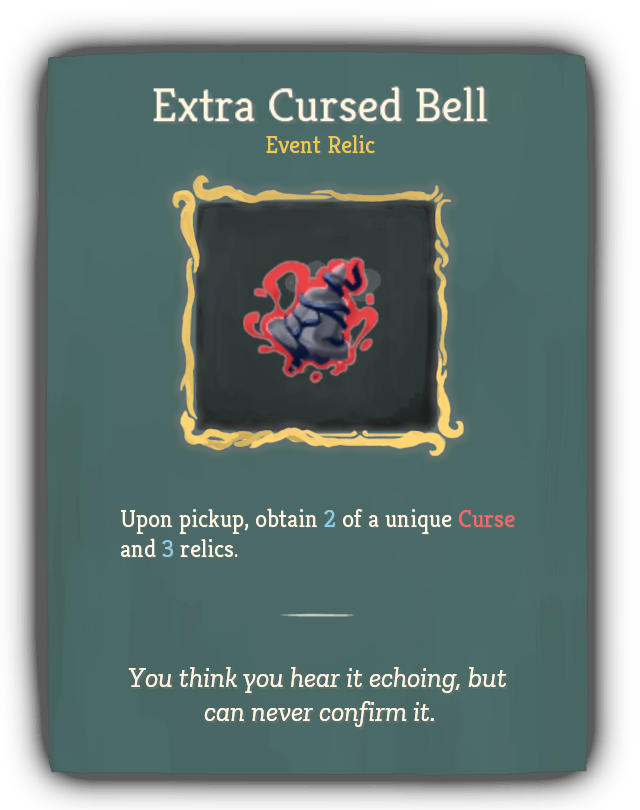 Extra Cursed Bell
Event Relic
Upon pickup, obtain 2 of a unique Curse
and 3 relics.
You think you hear it echoing, but
can never confirm it.